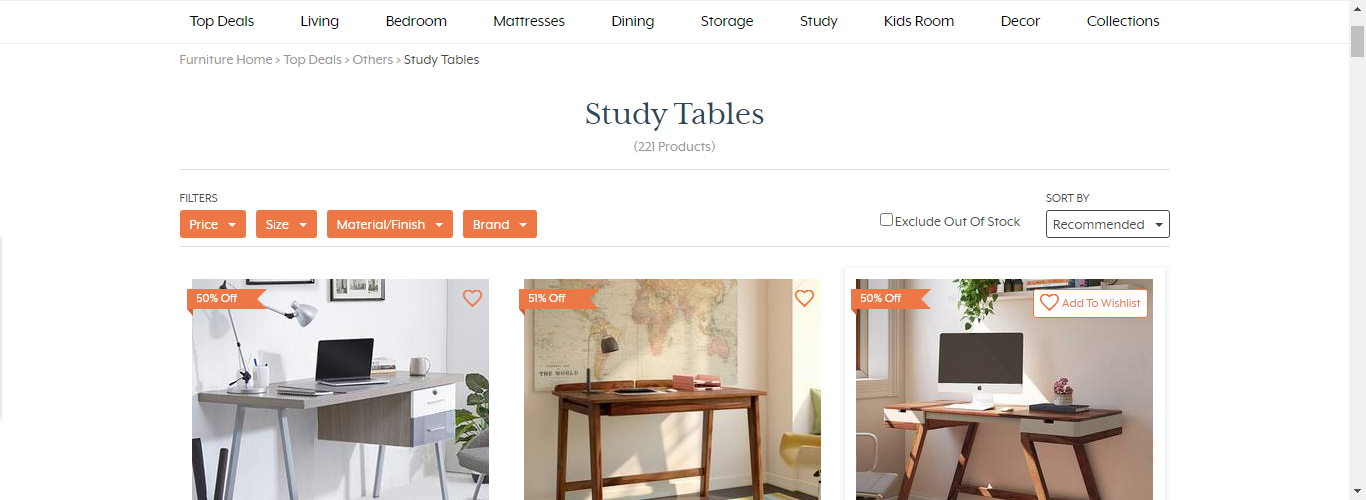 Top Deals Living Bedroom Mattresses Dining Storage Study Kids Room Decor Collections
Furniture Home > Top Deals > Others > Study Tables
Study Tables
(221 Products)
FILTERS
SORT BY
Price Size Material/Finish Brand
Exclude Out Of Stock
Recommended
50% Off
51% Off
50% Off
Add To Wishlist
THE WORLD